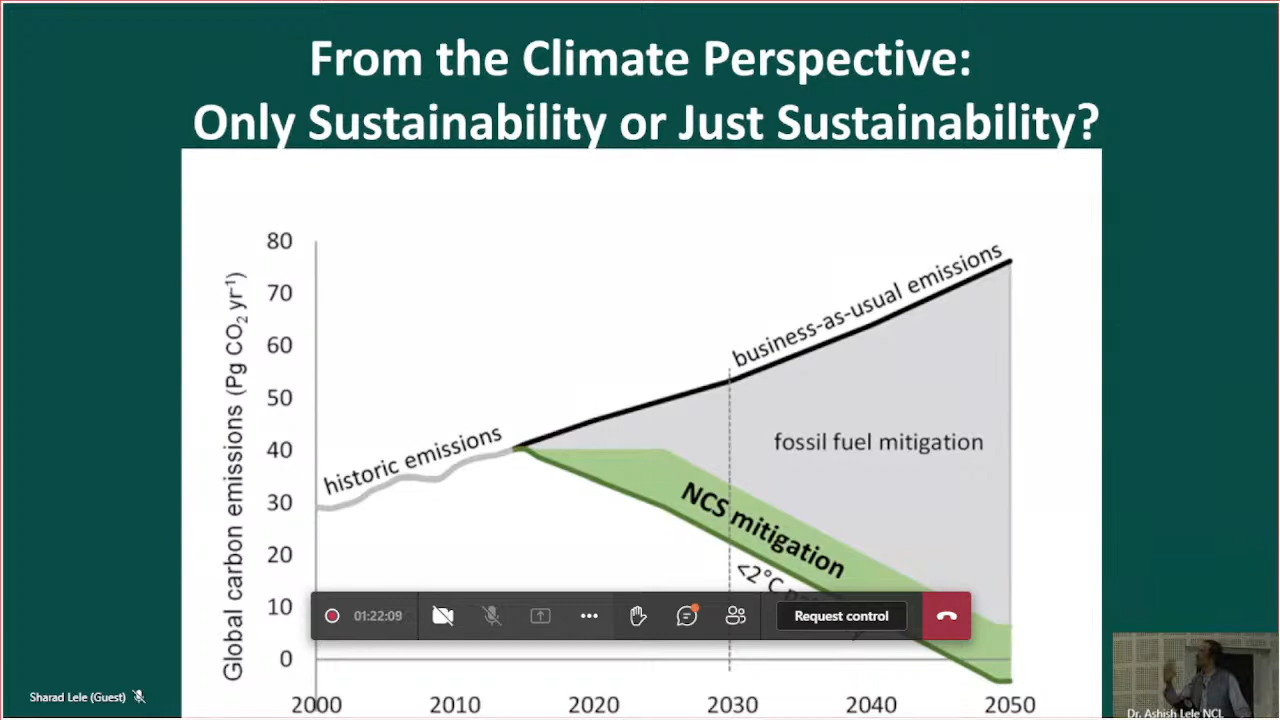 From the Climate Perspective:
Only Sustainability or Just Sustainability?
Global carbon emissions (Pg CO₂ yr⁻¹)
80
70
60
50
40
30
20
10
0
historic emissions
business-as-usual emissions
fossil fuel mitigation
NCS mitigation
<2°C
01:22:09
Request control
2000
2010
2020
2030
2040
2050
Sharad Lele (Guest)
Dr. Ashish Lele NCL